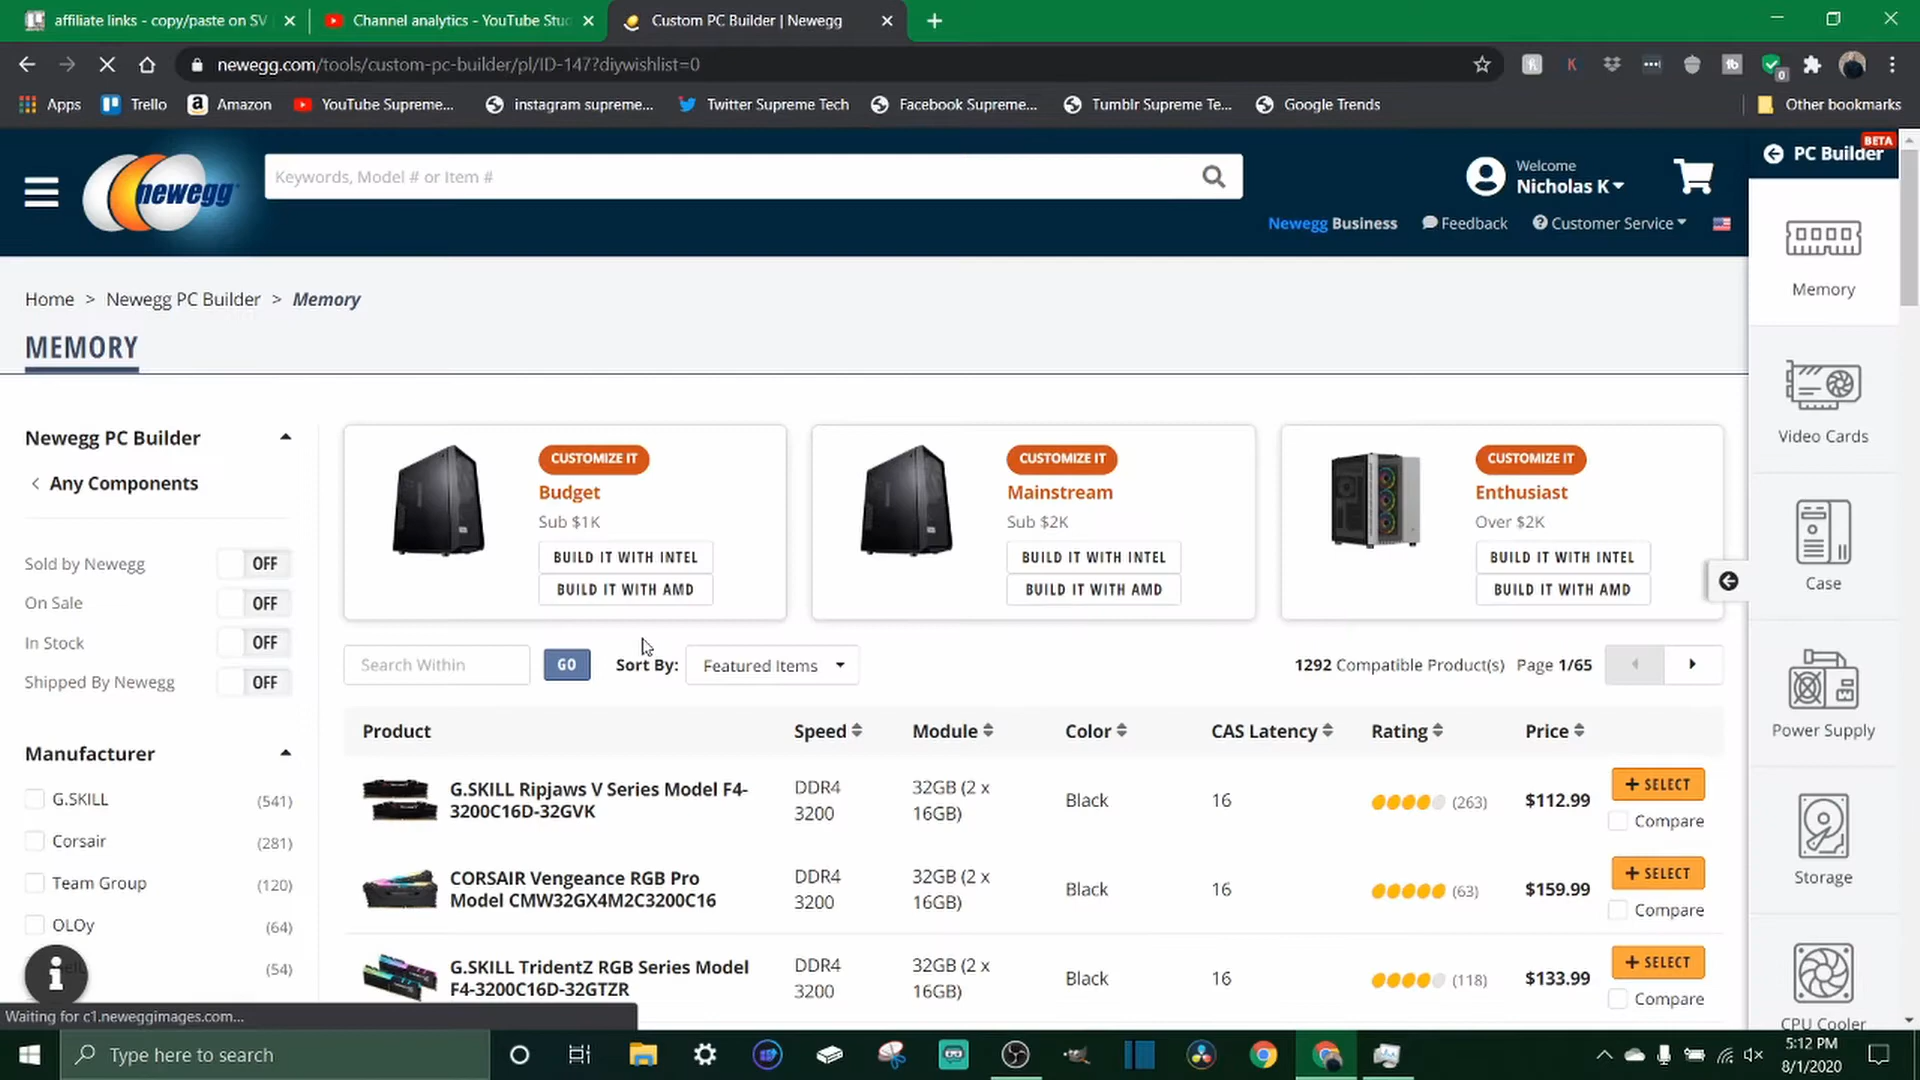 affiliate links - copy/paste on SV
Channel analytics - YouTube Stu
Custom PC Builder | Newegg
newegg.com/tools/custom-pc-builder/pl/ID-147?diywishlist=0
Apps Trello Amazon YouTube Supreme... instagram supreme... Twitter Supreme Tech Facebook Supreme... Tumblr Supreme Te... Google Trends Other bookmarks
newegg
Keywords, Model # or Item #
Welcome
Nicholas K
Newegg Business Feedback Customer Service
BETA
PC Builder
Memory
Video Cards
Case
Power Supply
Storage
CPU Cooler
Home > Newegg PC Builder > Memory
MEMORY
Newegg PC Builder
< Any Components
Sold by Newegg OFF
On Sale OFF
In Stock OFF
Shipped By Newegg OFF
Manufacturer
G.SKILL (541)
Corsair (281)
Team Group (120)
OLOy (64)
(54)
CUSTOMIZE IT
Budget
Sub $1K
BUILD IT WITH INTEL
BUILD IT WITH AMD
CUSTOMIZE IT
Mainstream
Sub $2K
BUILD IT WITH INTEL
BUILD IT WITH AMD
CUSTOMIZE IT
Enthusiast
Over $2K
BUILD IT WITH INTEL
BUILD IT WITH AMD
Search Within GO Sort By: Featured Items 1292 Compatible Product(s) Page 1/65
Product Speed Module Color CAS Latency Rating Price
G.SKILL Ripjaws V Series Model F4-
3200C16D-32GVK
DDR4
3200
32GB (2 x
16GB)
Black
16
(263)
$112.99
+ SELECT
Compare
CORSAIR Vengeance RGB Pro
Model CMW32GX4M2C3200C16
DDR4
3200
32GB (2 x
16GB)
Black
16
(63)
$159.99
+ SELECT
Compare
G.SKILL TridentZ RGB Series Model
F4-3200C16D-32GTZR
DDR4
3200
32GB (2 x
16GB)
Black
16
(118)
$133.99
+ SELECT
Compare
Waiting for c1.neweggimages.com...
Type here to search
5:12 PM
8/1/2020